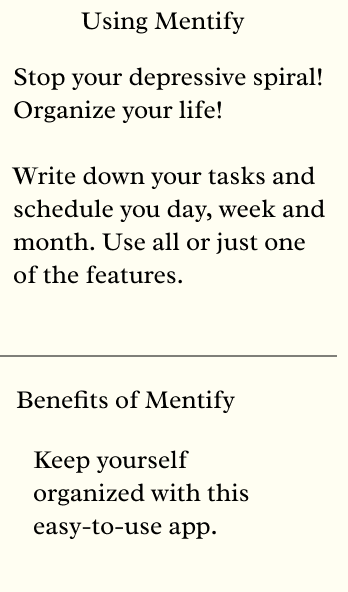 Using Mentify
Stop your depressive spiral!
Organize your life!
Write down your tasks and
schedule you day, week and
month. Use all or just one
of the features.
Benefits of Mentify
Keep yourself
organized with this
easy-to-use app.